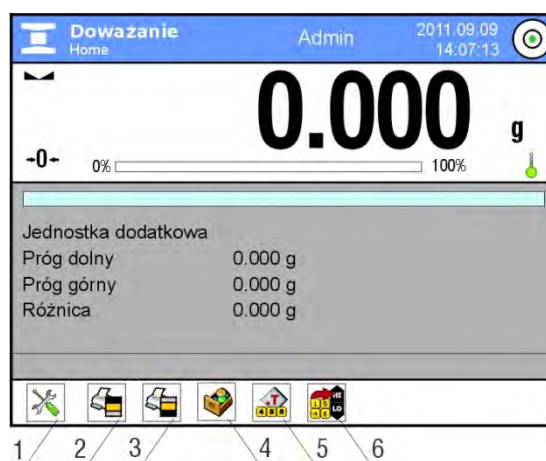 Doważanie
Home
Admin
2011.09.09
14:07:13
0.000 g
→0←
0% 100%
Jednostka dodatkowa
Próg dolny 0.000 g
Próg górny 0.000 g
Różnica 0.000 g
1 2 3 4 5 6